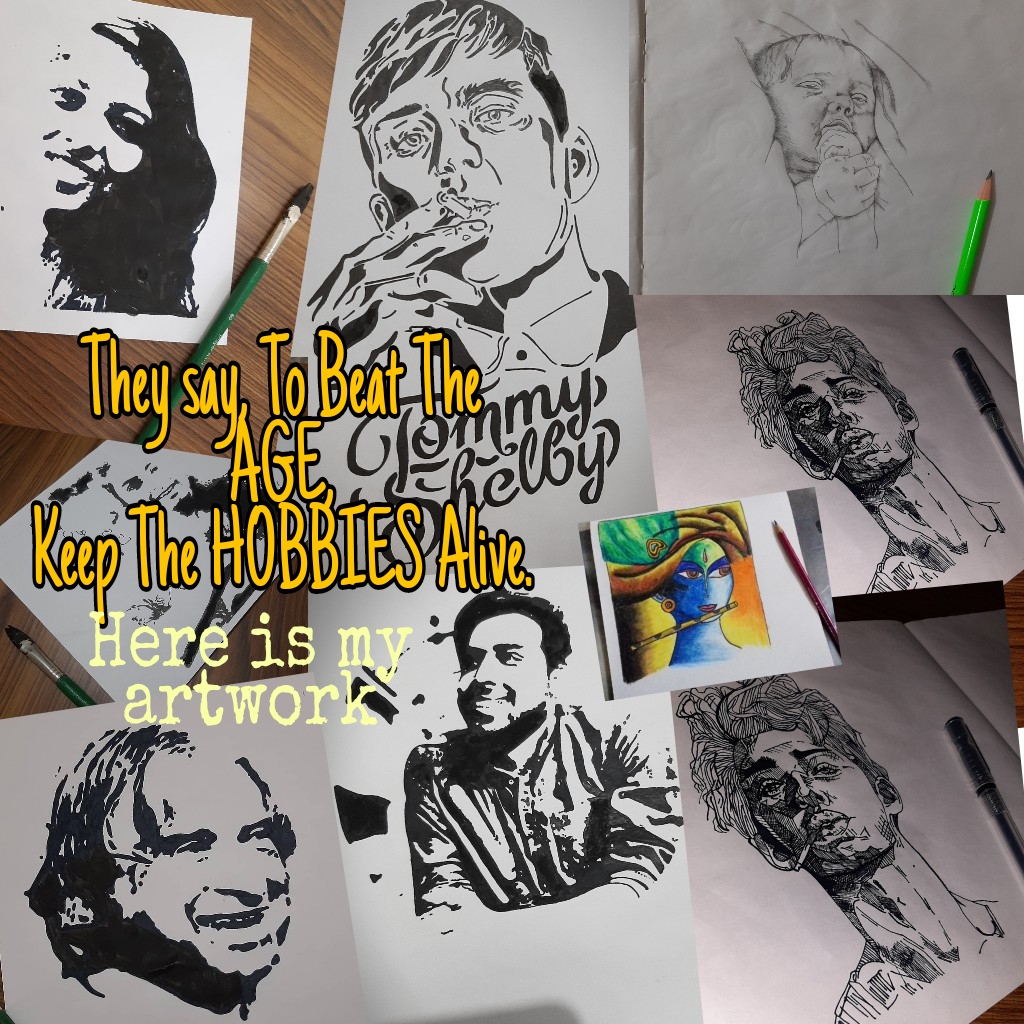 They say, To Beat The
AGE,
Keep The HOBBIES Alive.
Here is my
artwork
Tommy
Shelby